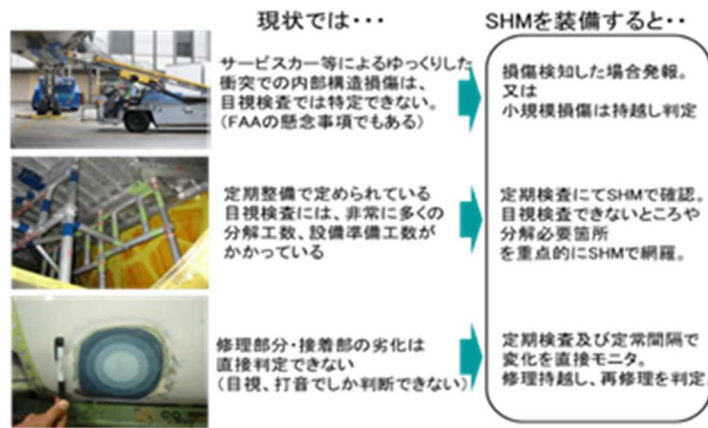 現状では・・・
SHMを装備すると・・
サービスカー等によるゆっくりした
衝突での内部構造損傷は、
目視検査では特定できない。
(FAAの懸念事項でもある)
損傷検知した場合発報。
又は
小規模損傷は持越し判定
定期整備で定められている
目視検査には、非常に多くの
分解工数、設備準備工数が
かかっている
定期検査にてSHMで確認。
目視検査できないところや
分解必要箇所
を重点的にSHMで網羅。
修理部分・接着部の劣化は
直接判定できない
(目視、打音でしか判断できない)
定期検査及び定常間隔で
変化を直接モニタ。
修理持越し、再修理を判定。